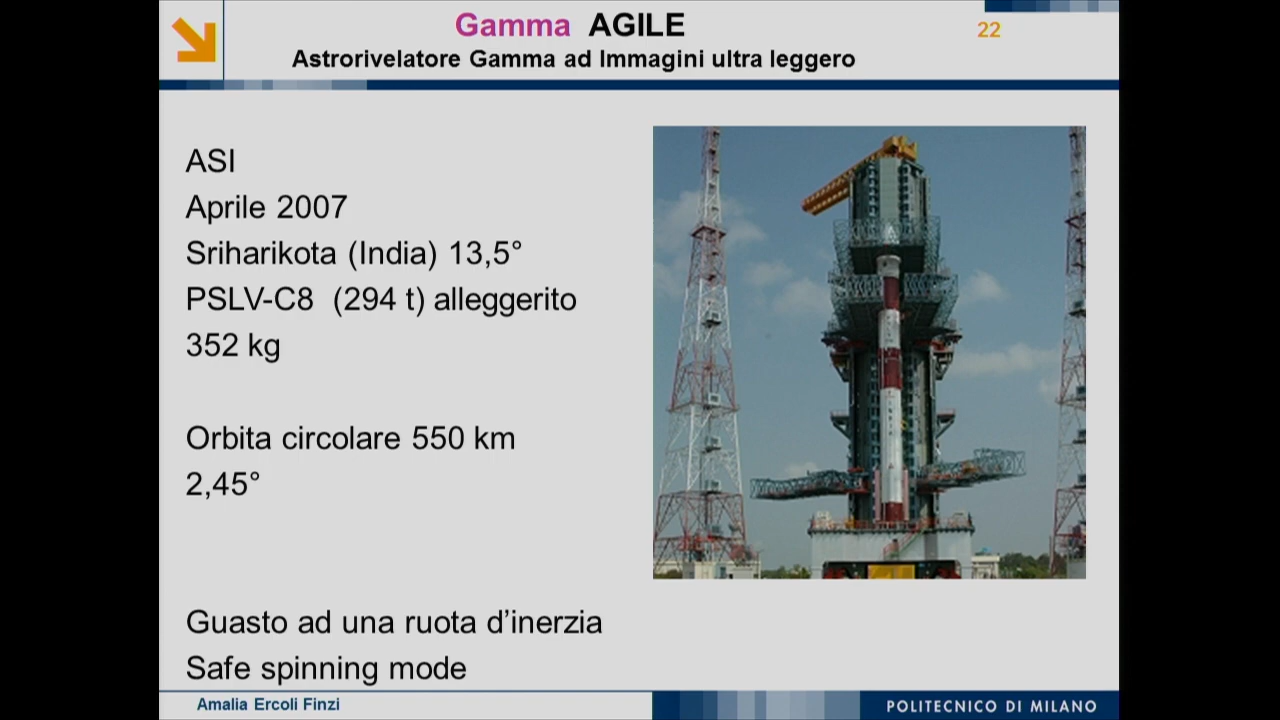 Gamma AGILE
22
Astrorivelatore Gamma ad Immagini ultra leggero
ASI
Aprile 2007
Sriharikota (India) 13,5°
PSLV-C8 (294 t) alleggerito
352 kg
Orbita circolare 550 km
2,45°
Guasto ad una ruota d’inerzia
Safe spinning mode
Amalia Ercoli Finzi
POLITECNICO DI MILANO